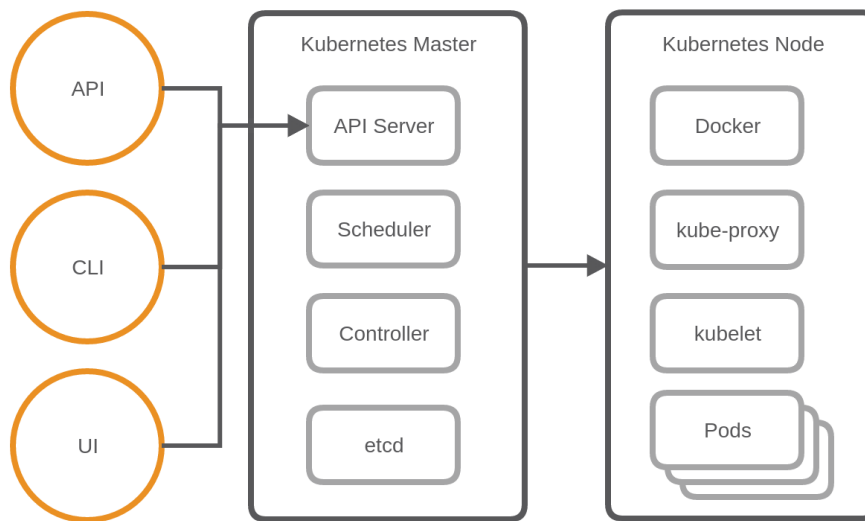 API
CLI
UI
Kubernetes Master
API Server
Scheduler
Controller
etcd
Kubernetes Node
Docker
kube-proxy
kubelet
Pods